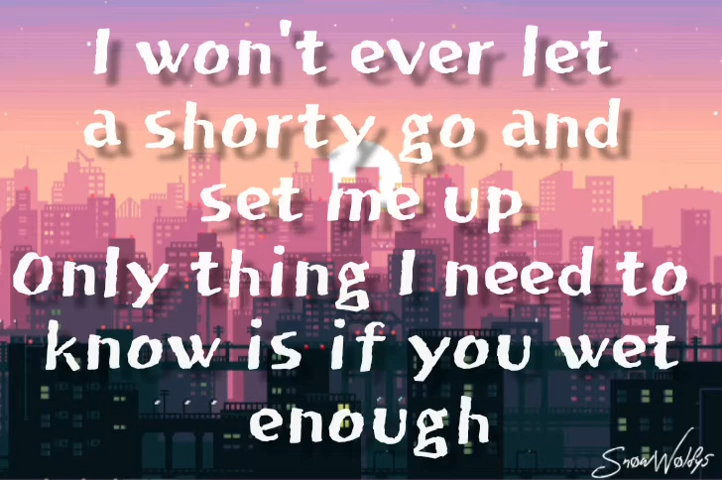 I won't ever let
a shorty go and
set me up
Only thing I need to
know is if you wet
enough
SnøwWølfys